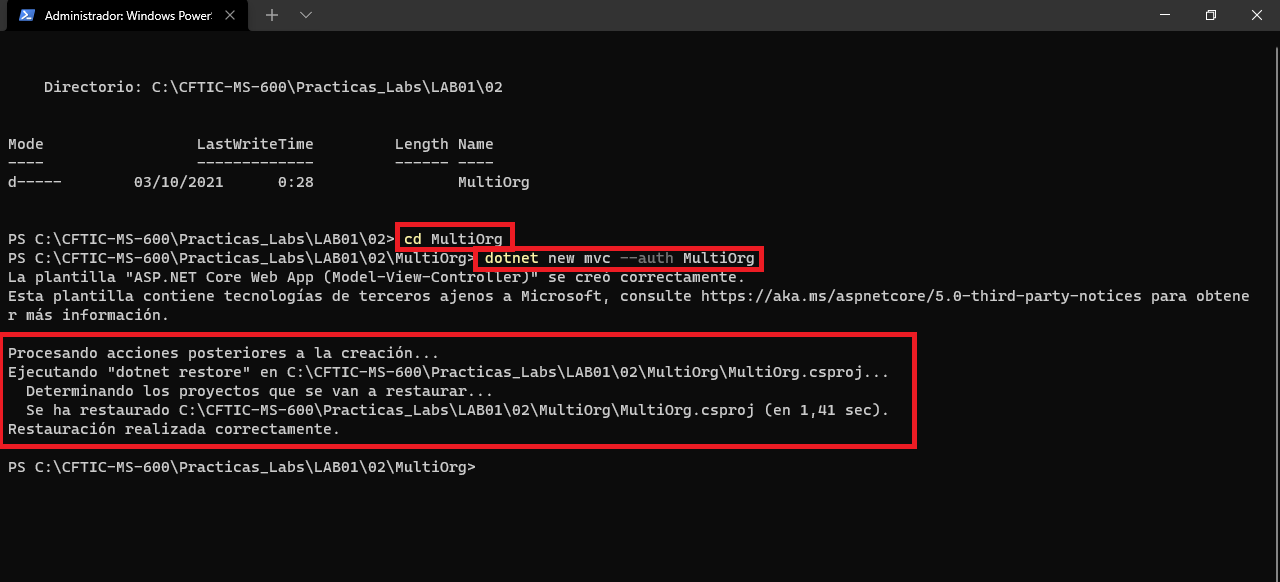 Administrador: Windows Power
Directorio: C:\CFTIC-MS-600\Practicas_Labs\LAB01\02
Mode LastWriteTime Length Name
---- ------------- ------ ----
d----- 03/10/2021 0:28 MultiOrg
PS C:\CFTIC-MS-600\Practicas_Labs\LAB01\02> cd MultiOrg
PS C:\CFTIC-MS-600\Practicas_Labs\LAB01\02\MultiOrg> dotnet new mvc --auth MultiOrg
La plantilla "ASP.NET Core Web App (Model-View-Controller)" se creó correctamente.
Esta plantilla contiene tecnologías de terceros ajenos a Microsoft, consulte https://aka.ms/aspnetcore/5.0-third-party-notices para obtene
r más información.
Procesando acciones posteriores a la creación...
Ejecutando "dotnet restore" en C:\CFTIC-MS-600\Practicas_Labs\LAB01\02\MultiOrg\MultiOrg.csproj...
Determinando los proyectos que se van a restaurar...
Se ha restaurado C:\CFTIC-MS-600\Practicas_Labs\LAB01\02\MultiOrg\MultiOrg.csproj (en 1,41 sec).
Restauración realizada correctamente.
PS C:\CFTIC-MS-600\Practicas_Labs\LAB01\02\MultiOrg>